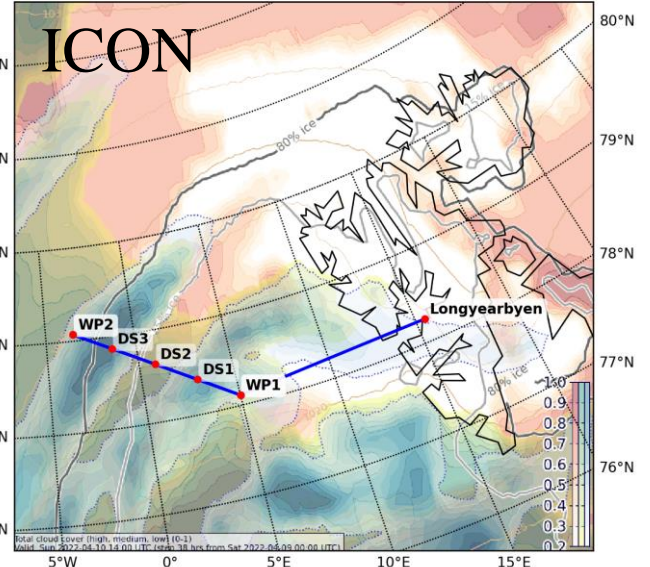 ICON
80°N
79°N
78°N
77°N
76°N
N
N
N
N
N
N
80% ice
80% ice
WP2
DS3
DS2
DS1
WP1
Longyearbyen
1.0
0.9
0.8
0.7
0.6
0.5
0.4
0.3
0.2
Total cloud cover (high, medium, low) (0-1)
Valid: Sun 2022-04-10 14:00 UTC (step 38 hrs from Sat 2022-04-09 00:00 UTC)
5°W
0°
5°E
10°E
15°E